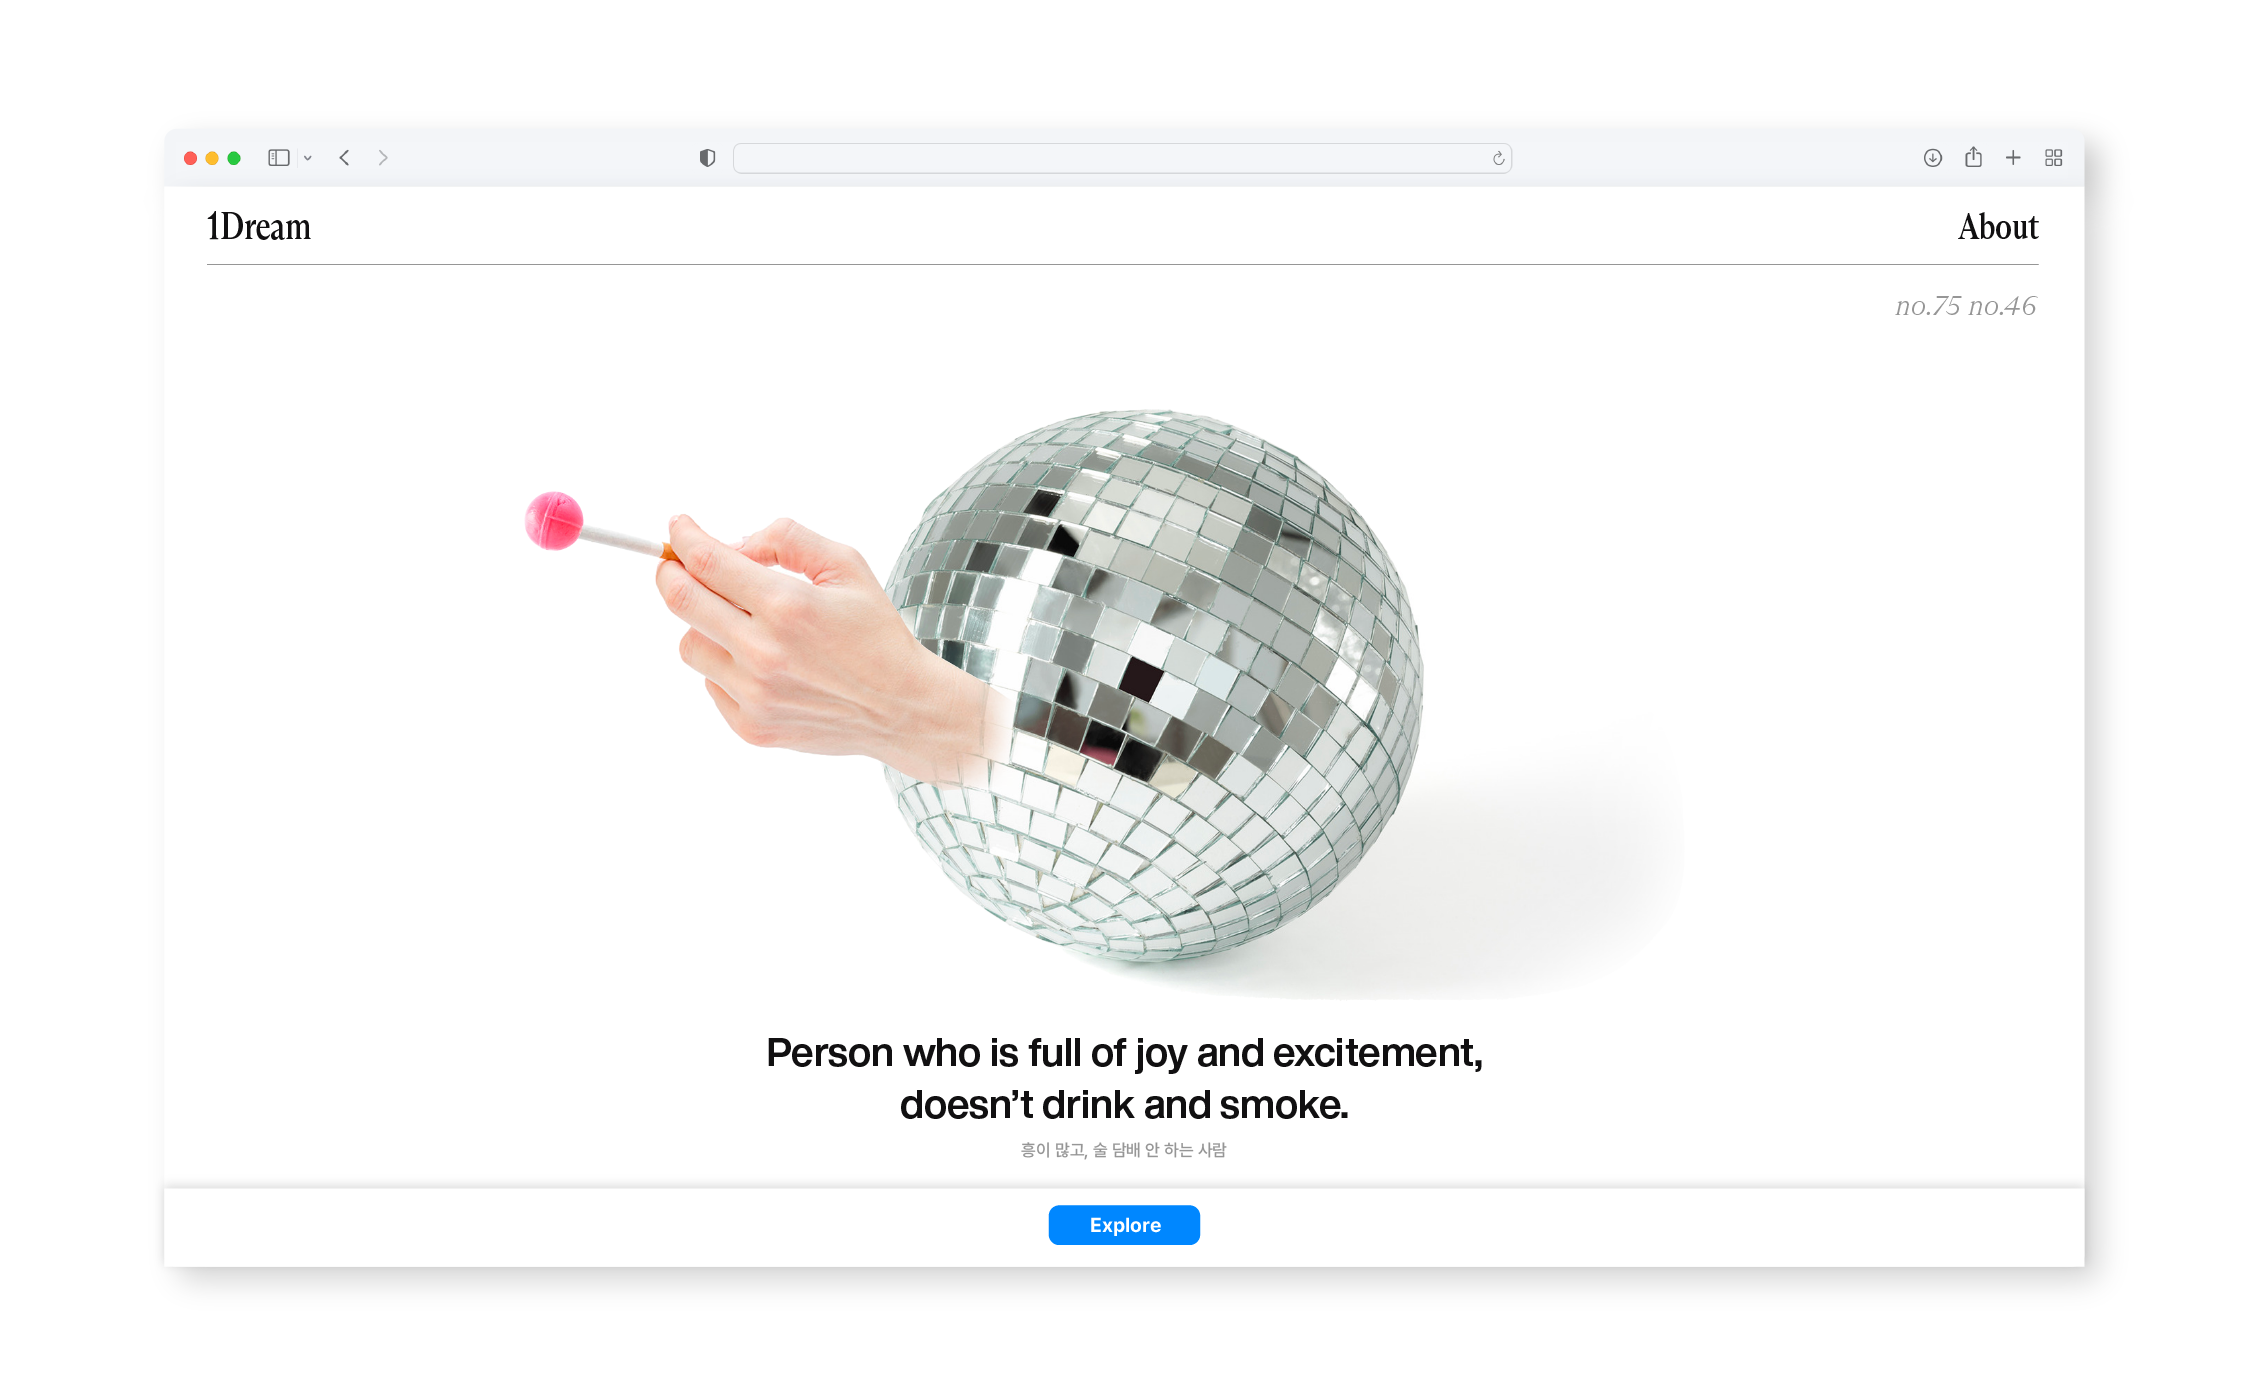 1Dream
About
no.75 no.46
Person who is full of joy and excitement,
doesn’t drink and smoke.
흥이 많고, 술 담배 안 하는 사람
Explore